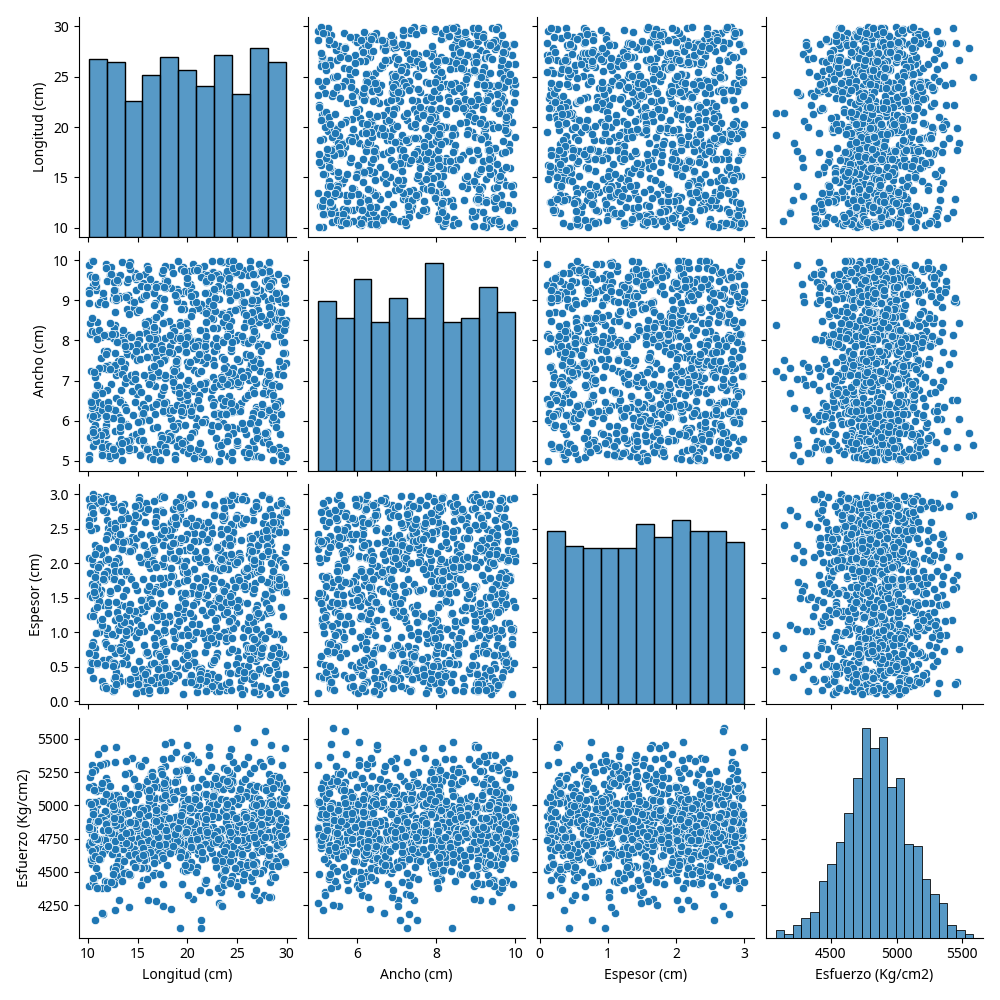 30
25
20
15
10
Longitud (cm)
10
9
8
7
6
5
Ancho (cm)
3.0
2.5
2.0
1.5
1.0
0.5
0.0
Espesor (cm)
5500
5250
5000
4750
4500
4250
Esfuerzo (Kg/cm2)
10 15 20 25 30
6 8 10
0 1 2 3
4500 5000 5500
Longitud (cm)
Ancho (cm)
Espesor (cm)
Esfuerzo (Kg/cm2)